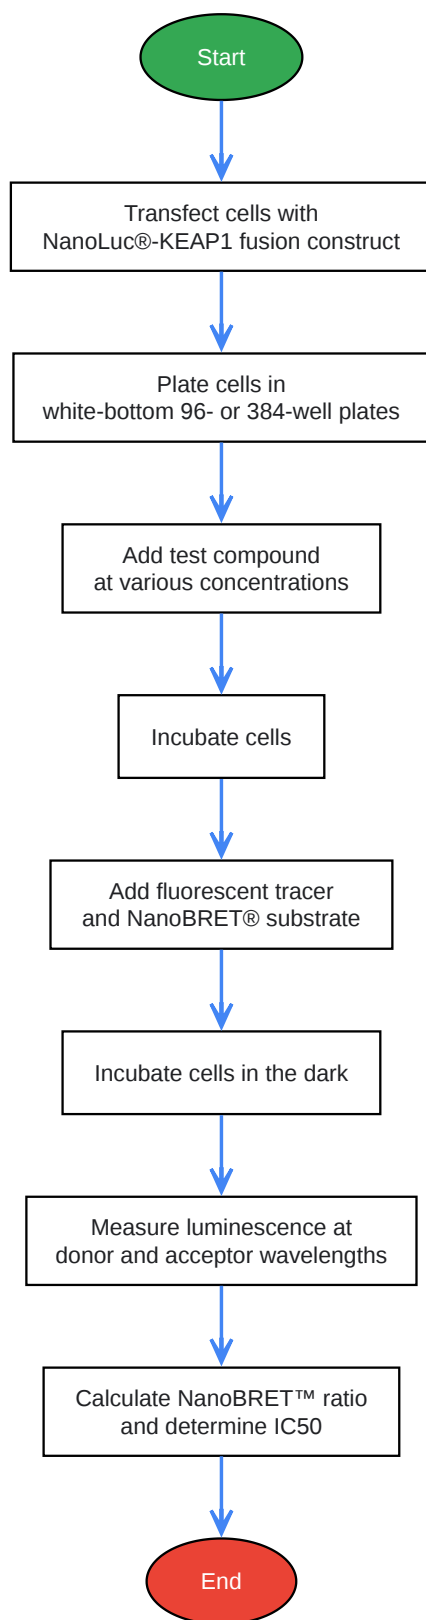 Start
Transfect cells with
NanoLuc®-KEAP1 fusion construct
Plate cells in
white-bottom 96- or 384-well plates
Add test compound
at various concentrations
Incubate cells
Add fluorescent tracer
and NanoBRET® substrate
Incubate cells in the dark
Measure luminescence at
donor and acceptor wavelengths
Calculate NanoBRET™ ratio
and determine IC50
End